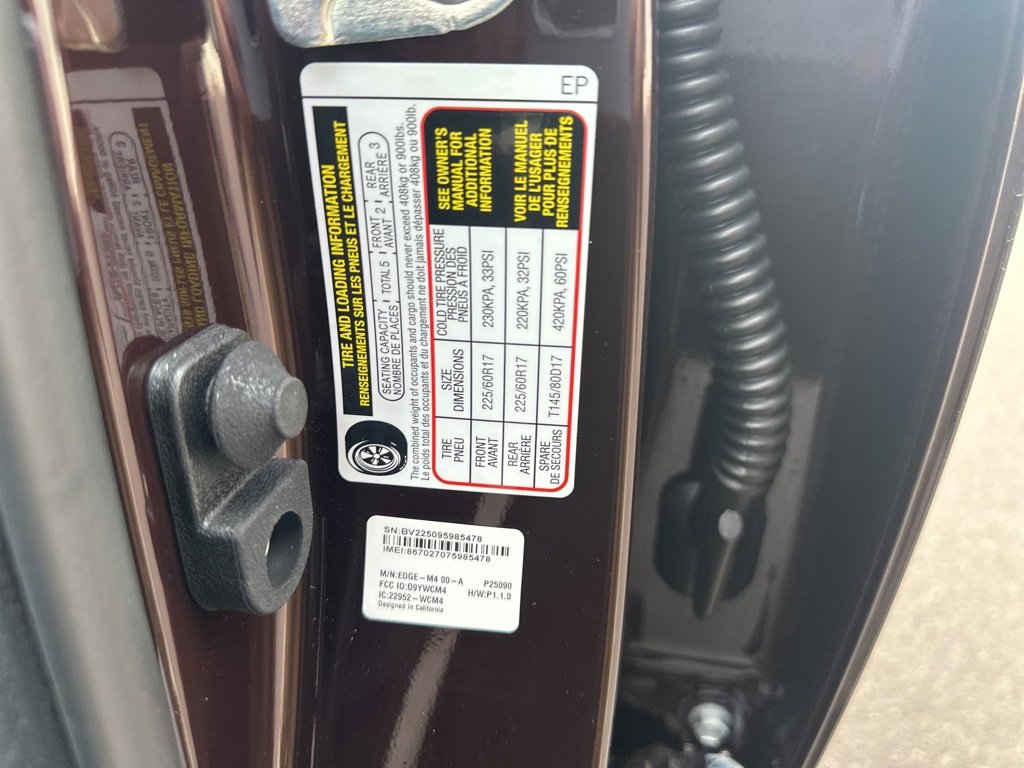 EP
TIRE AND LOADING INFORMATION
RENSEIGNEMENTS SUR LES PNEUS ET LE CHARGEMENT
SEATING CAPACITY
NOMBRE DE PLACES
TOTAL 5
FRONT 2
AVANT
REAR 3
ARRIÈRE
The combined weight of occupants and cargo should never exceed 408kg or 900lbs.
Le poids total des occupants et du chargement ne doit jamais dépasser 408kg ou 900lb.
TIRE
PNEU
SIZE
DIMENSIONS
COLD TIRE PRESSURE
PRESSION DES
PNEUS À FROID
FRONT
AVANT
225/60R17
230KPA, 33PSI
REAR
ARRIÈRE
225/60R17
220KPA, 32PSI
SPARE
DE SECOURS
T145/80D17
420KPA, 60PSI
SEE OWNER'S
MANUAL FOR
ADDITIONAL
INFORMATION
VOIR LE MANUEL
DE L'USAGER
POUR PLUS DE
RENSEIGNEMENTS
SN:BV225095985478
IMEI:867027075985478
M/N:EDGE-M4 00-A P25090
FCC ID:O9YWCM4 H/W:P1.1.0
IC:22952-WCM4
Designed in California